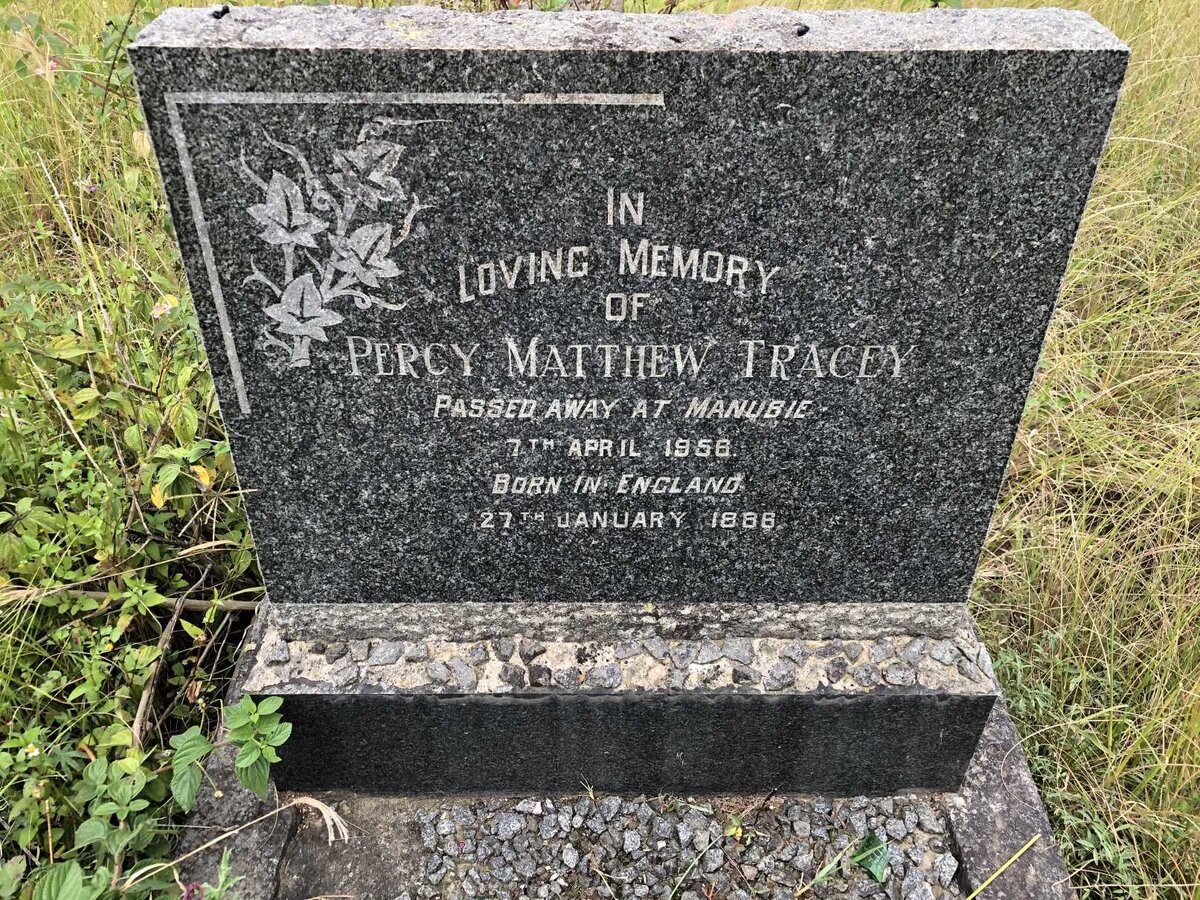 IN
LOVING MEMORY
OF
PERCY MATTHEW TRACEY
PASSED AWAY AT MANUBIE
7TH APRIL 1956.
BORN IN ENGLAND
27TH JANUARY 1886